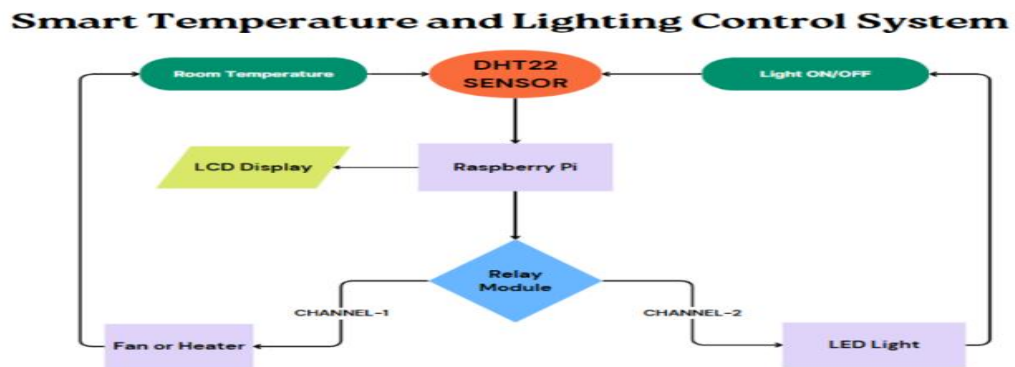 Smart Temperature and Lighting Control System
Room Temperature
DHT22
SENSOR
Light ON/OFF
LCD Display
Raspberry Pi
Relay
Module
CHANNEL-1
CHANNEL-2
Fan or Heater
LED Light